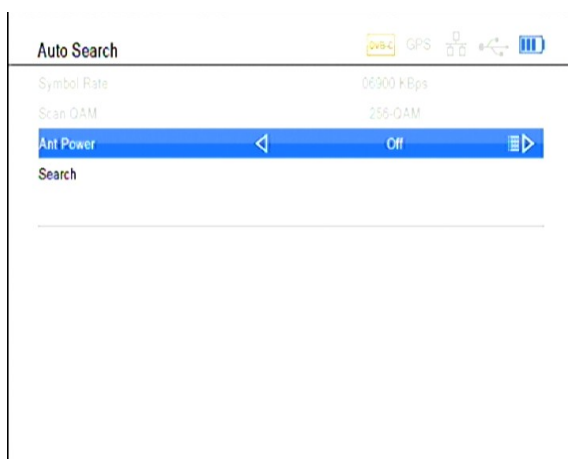 Auto Search DVB-C GPS
Symbol Rate 06900 KBps
Scan QAM 256-QAM
Ant Power Off
Search